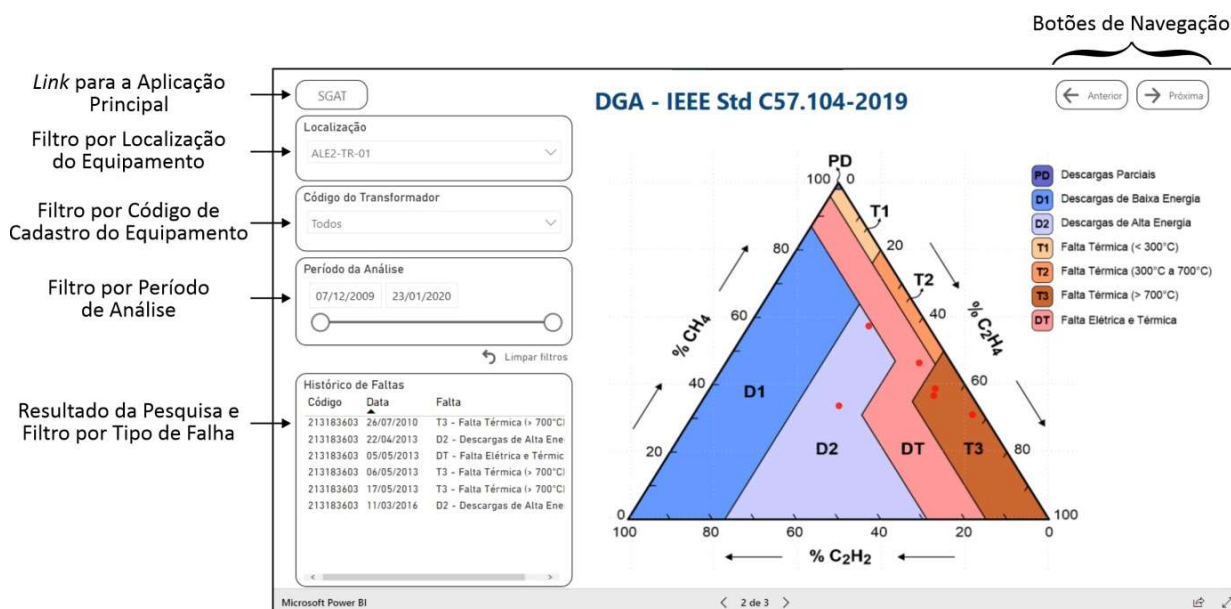 Botões de Navegação
Link para a Aplicação
Principal
Filtro por Localização
do Equipamento
Filtro por Código de
Cadastro do Equipamento
Filtro por Período
de Análise
Resultado da Pesquisa e
Filtro por Tipo de Falha
SGAT
DGA - IEEE Std C57.104-2019
Anterior
Próxima
Localização
ALE2-TR-01
Código do Transformador
Todos
Período da Análise
07/12/2009 23/01/2020
Limpar filtros
Histórico de Faltas
Código Data Falta
213183603 26/07/2010 T3 - Falta Térmica (> 700°C)
213183603 22/04/2013 D2 - Descargas de Alta Ene
213183603 05/05/2013 DT - Falta Elétrica e Térmic
213183603 06/05/2013 T3 - Falta Térmica (> 700°C)
213183603 17/05/2013 T3 - Falta Térmica (> 700°C)
213183603 11/03/2016 D2 - Descargas de Alta Ene
PD
100 0
T1
80 20
T2
60 40
% CH4
% C2H4
40 60
D1
D2
DT
T3
20 80
0 100
100 80 60 40 20 0
% C2H2
PD Descargas Parciais
D1 Descargas de Baixa Energia
D2 Descargas de Alta Energia
T1 Falta Térmica (< 300°C)
T2 Falta Térmica (300°C a 700°C)
T3 Falta Térmica (> 700°C)
DT Falta Elétrica e Térmica
Microsoft Power BI
2 de 3